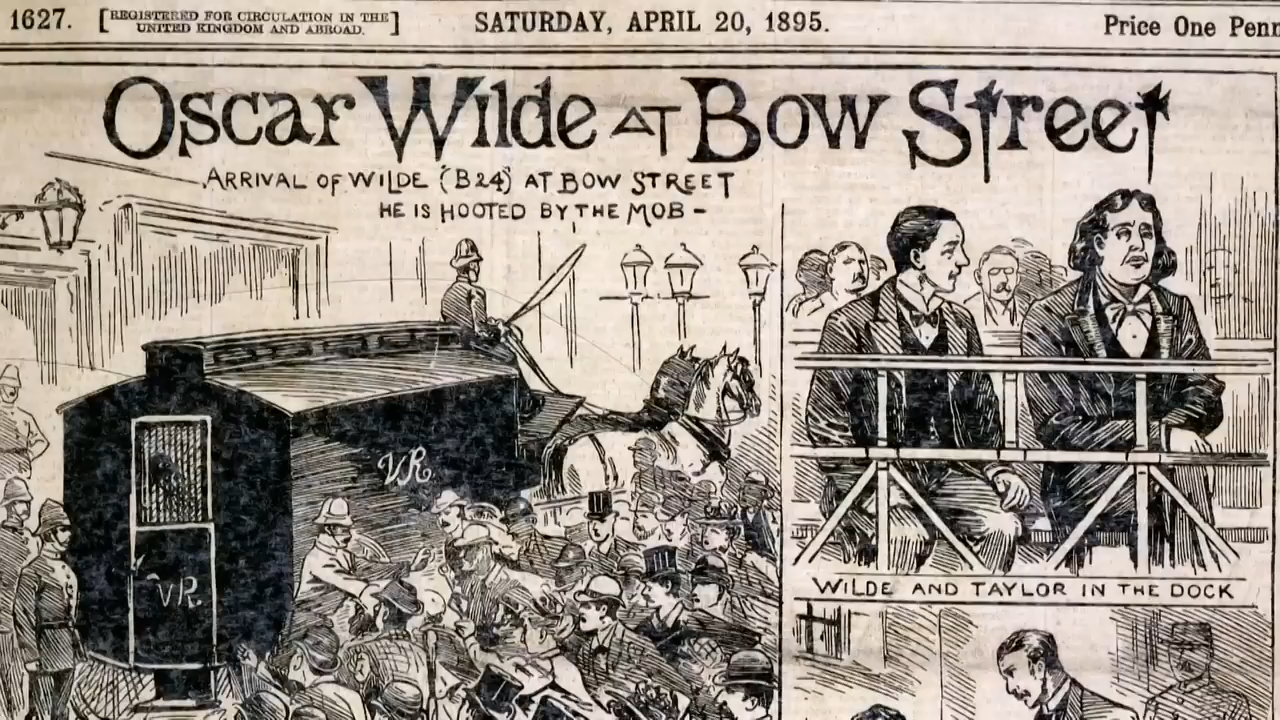 1627.
[REGISTERED FOR CIRCULATION IN THE
UNITED KINGDOM AND ABROAD.]
SATURDAY, APRIL 20, 1895.
Price One Penn
Oscar Wilde AT Bow Street
ARRIVAL OF WILDE (B24) AT BOW STREET
HE IS HOOTED BY THE MOB -
VR
VR.
WILDE AND TAYLOR IN THE DOCK